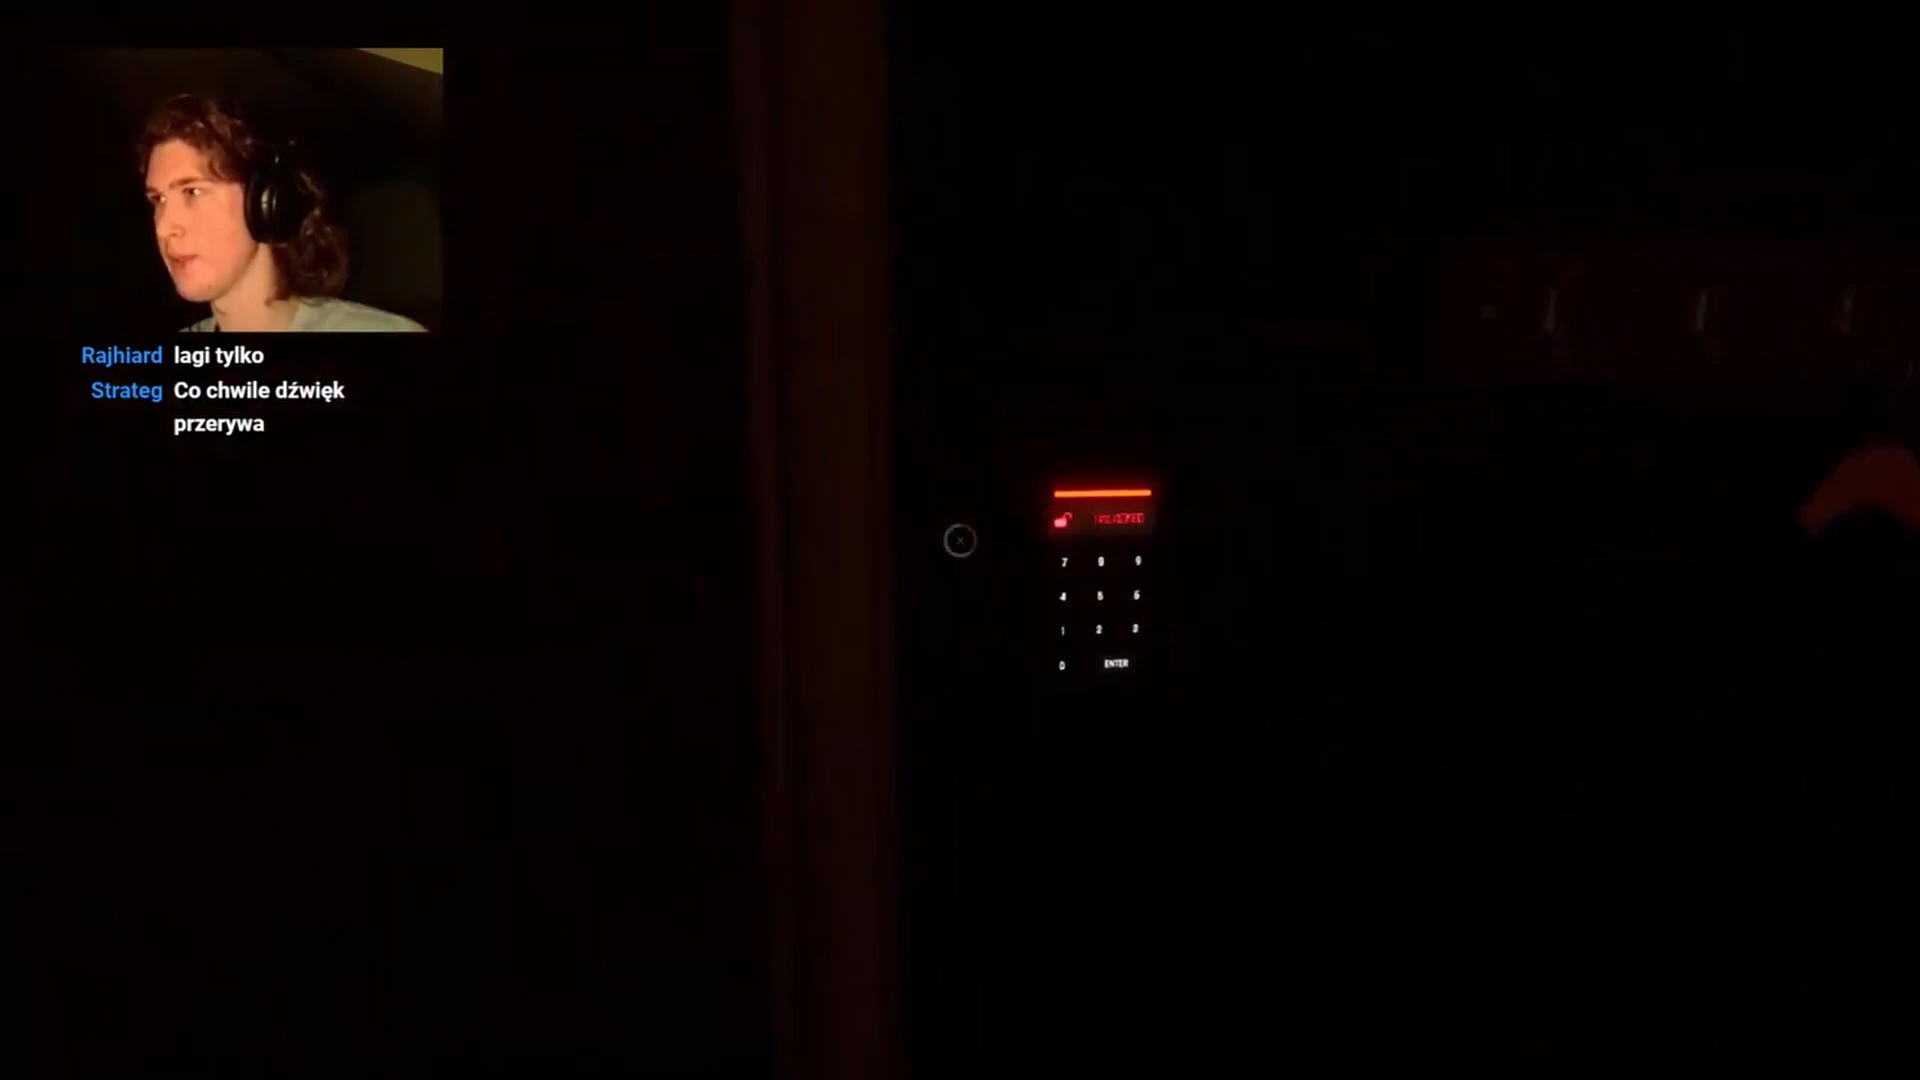 Rajhiard lagi tylko
Strateg Co chwile dźwięk
przerywa
7 8 9
4 5 6
1 2 3
0 ENTER